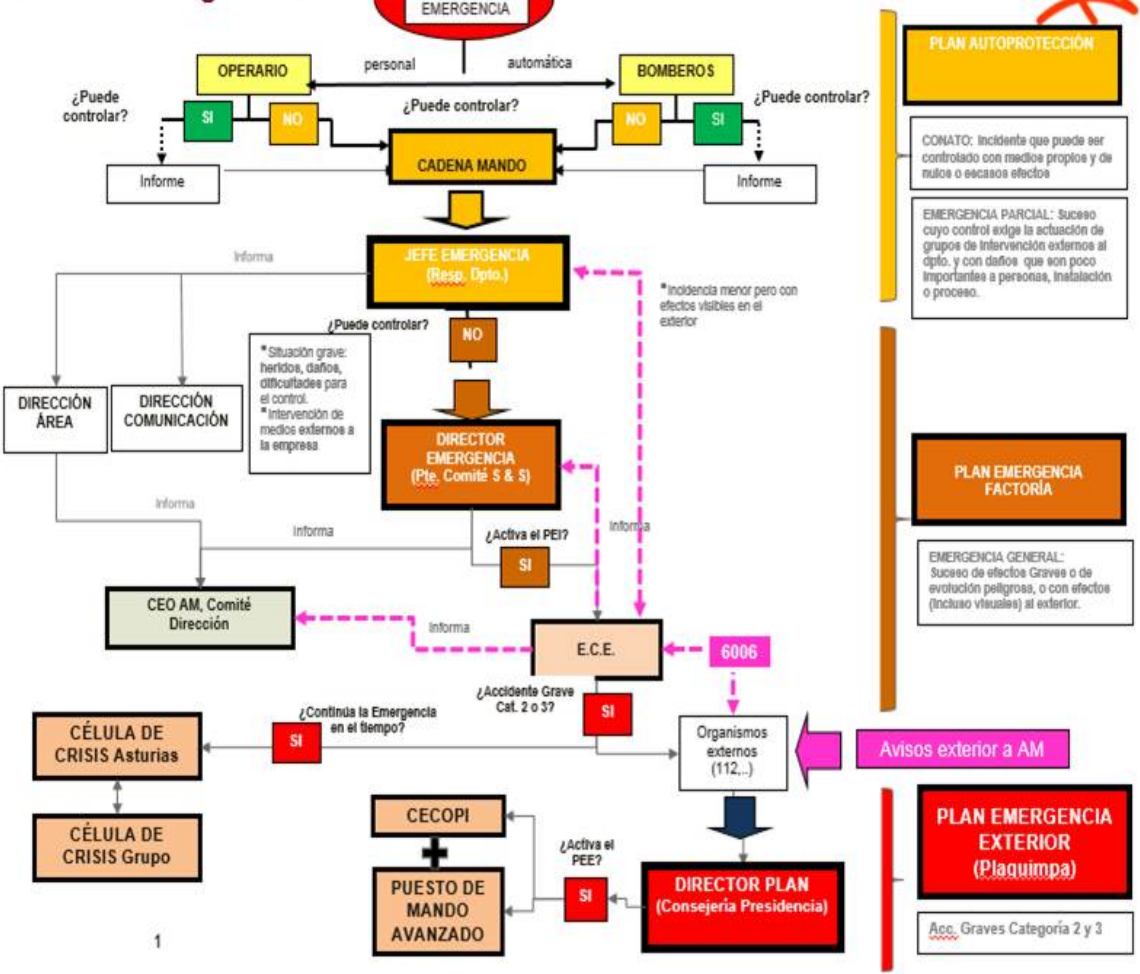 EMERGENCIA
OPERARIO
personal
automática
BOMBEROS
PLAN AUTOPROTECCIÓN
¿Puede
controlar?
SI
NO
¿Puede controlar?
NO
SI
¿Puede controlar?
CADENA MANDO
Informe
Informe
CONATO: Incidente que puede ser
controlado con medios propios y de
nulos o escasos efectos
EMERGENCIA PARCIAL: Suceso
cuyo control exige la actuación de
grupos de Intervención externos al
dpto. y con daños que son poco
importantes a personas, instalación
o proceso.
Informa
JEFE EMERGENCIA
(Resp. Dpto.)
*Incidencia menor pero con
efectos visibles en el
exterior
¿Puede controlar?
NO
*Situación grave:
heridos, daños,
dificultades para
el control.
*Intervención de
medios externos a
la empresa
DIRECCIÓN
ÁREA
DIRECCIÓN
COMUNICACIÓN
DIRECTOR
EMERGENCIA
(Pte. Comité S & S)
PLAN EMERGENCIA
FACTORÍA
Informa
Informa
¿Activa el PEI?
SI
Informa
EMERGENCIA GENERAL:
Suceso de efectos Graves o de
evolución peligrosa, o con efectos
(incluso visuales) al exterior.
CEO AM, Comité
Dirección
Informa
E.C.E.
6006
¿Accidente Grave
Cat. 2 o 3?
SI
¿Continúa la Emergencia
en el tiempo?
SI
CÉLULA DE
CRISIS Asturias
Organismos
externos
(112,..)
Avisos exterior a AM
CÉLULA DE
CRISIS Grupo
CECOPI
PUESTO DE
MANDO
AVANZADO
¿Activa el
PEE?
SI
DIRECTOR PLAN
(Consejería Presidencia)
PLAN EMERGENCIA
EXTERIOR
(Plaquimpa)
Acc. Graves Categoría 2 y 3
1